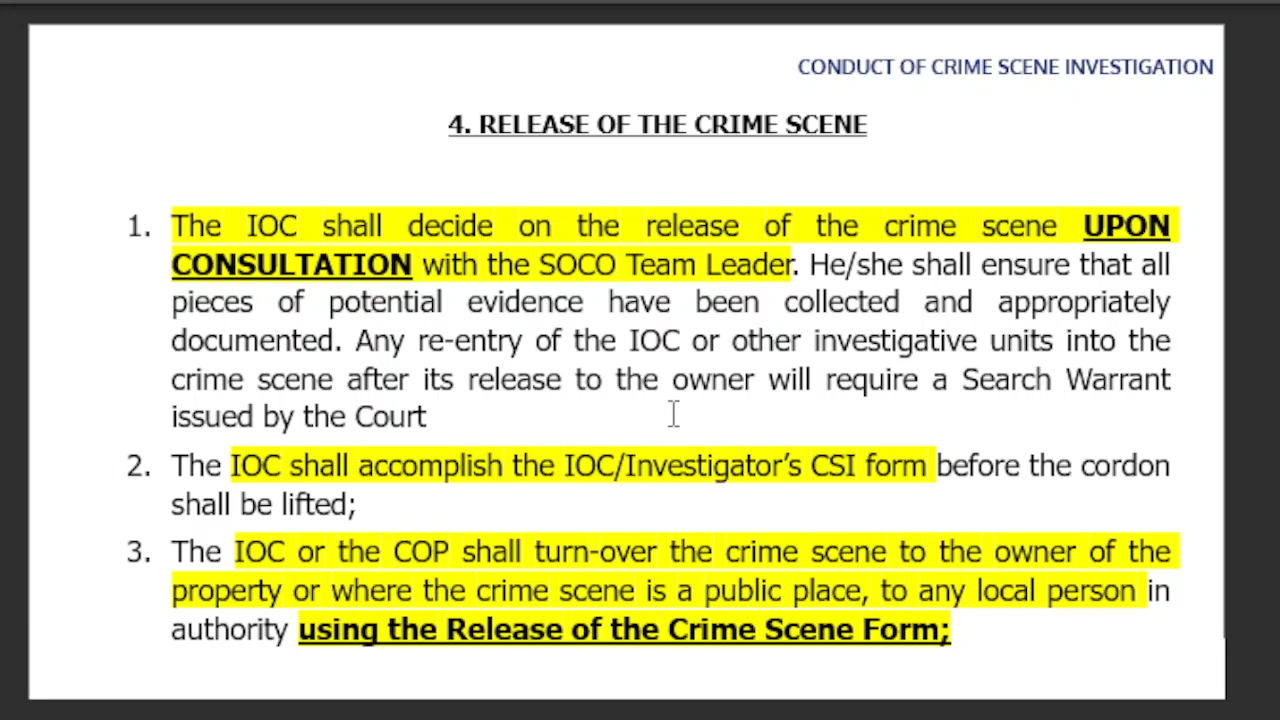 CONDUCT OF CRIME SCENE INVESTIGATION
4. RELEASE OF THE CRIME SCENE
1. The IOC shall decide on the release of the crime scene UPON
CONSULTATION with the SOCO Team Leader. He/she shall ensure that all
pieces of potential evidence have been collected and appropriately
documented. Any re-entry of the IOC or other investigative units into the
crime scene after its release to the owner will require a Search Warrant
issued by the Court
2. The IOC shall accomplish the IOC/Investigator’s CSI form before the cordon
shall be lifted;
3. The IOC or the COP shall turn-over the crime scene to the owner of the
property or where the crime scene is a public place, to any local person in
authority using the Release of the Crime Scene Form;